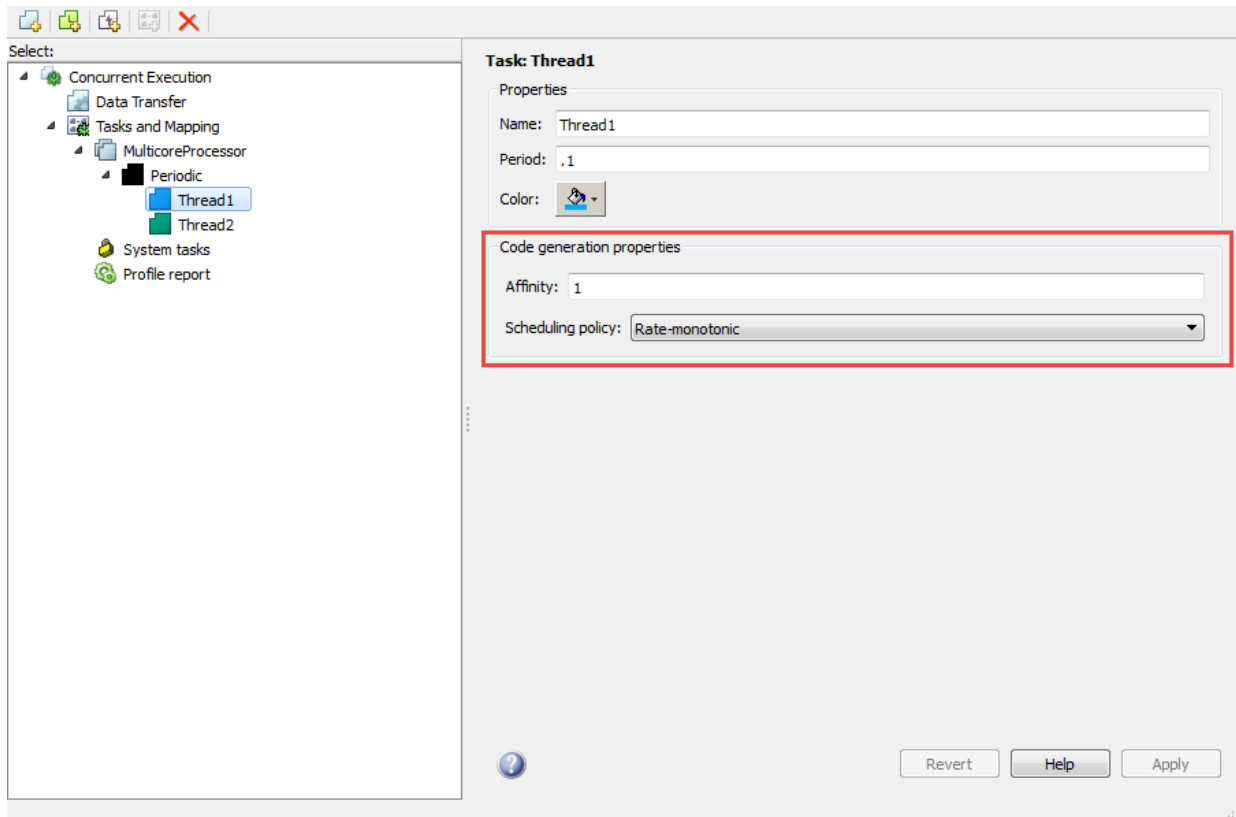 Select:
Concurrent Execution
Data Transfer
Tasks and Mapping
MulticoreProcessor
Periodic
Thread1
Thread2
System tasks
Profile report
Task: Thread1
Properties
Name: Thread1
Period: .1
Color:
Code generation properties
Affinity: 1
Scheduling policy: Rate-monotonic
Revert Help Apply